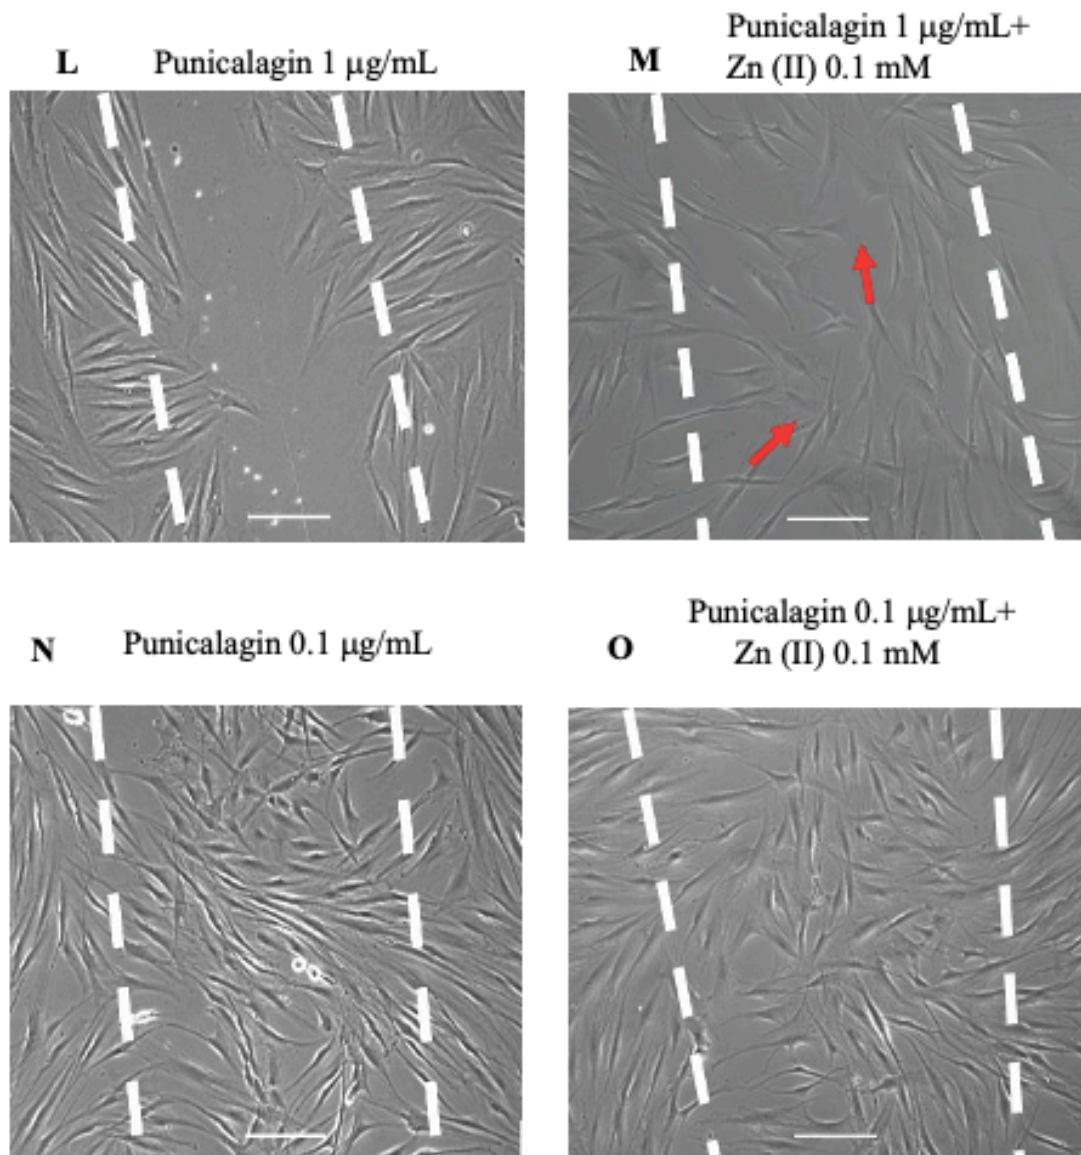 L Punicalagin 1 μg/mL
M Punicalagin 1 μg/mL+
Zn (II) 0.1 mM
N Punicalagin 0.1 μg/mL
O Punicalagin 0.1 μg/mL+
Zn (II) 0.1 mM